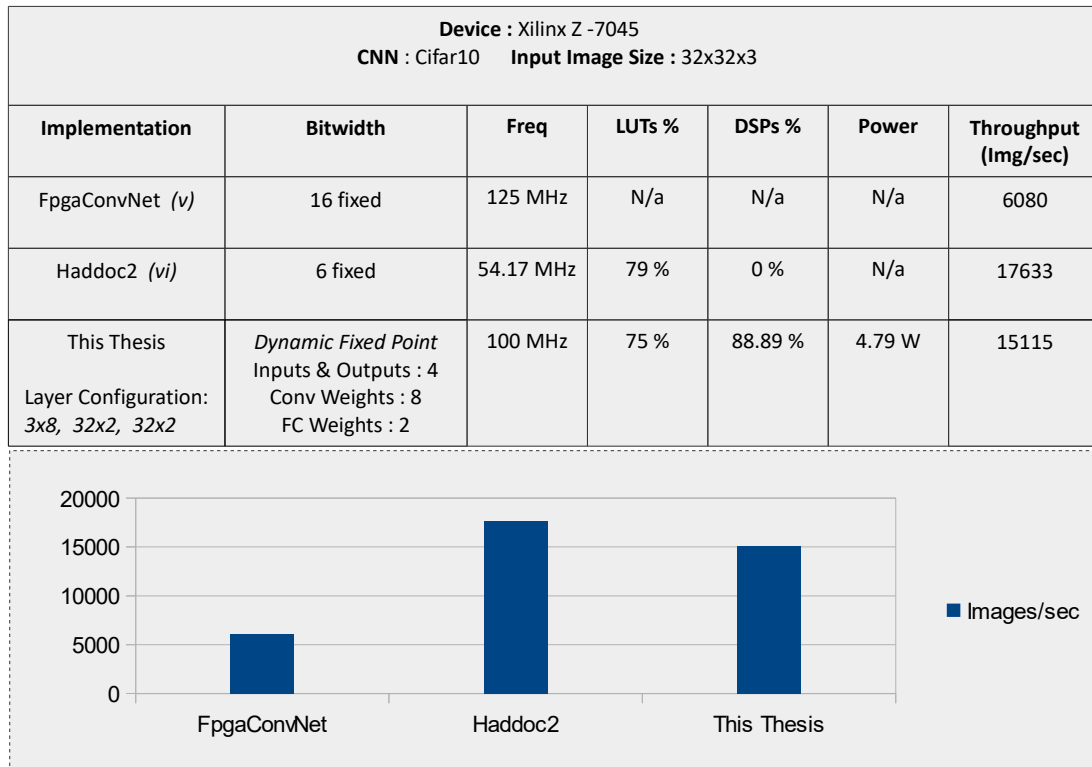 Device : Xilinx Z -7045
CNN : Cifar10 Input Image Size : 32x32x3
Implementation Bitwidth Freq LUTs % DSPs % Power Throughput
(Img/sec)
FpgaConvNet (v) 16 fixed 125 MHz N/a N/a N/a 6080
Haddoc2 (vi) 6 fixed 54.17 MHz 79 % 0 % N/a 17633
This Thesis Dynamic Fixed Point 100 MHz 75 % 88.89 % 4.79 W 15115
Inputs & Outputs : 4
Layer Configuration: Conv Weights : 8
3x8, 32x2, 32x2 FC Weights : 2
20000
15000
10000
5000
0
Images/sec
FpgaConvNet Haddoc2 This Thesis